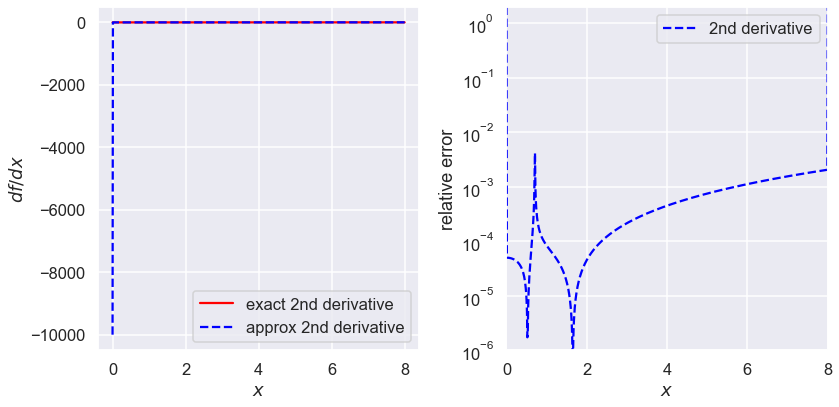 0
−2000
−4000
−6000
−8000
−10000
df/dx
0 2 4 6 8
x
exact 2nd derivative
approx 2nd derivative
10⁰
10⁻¹
10⁻²
10⁻³
10⁻⁴
10⁻⁵
10⁻⁶
relative error
0 2 4 6 8
x
2nd derivative